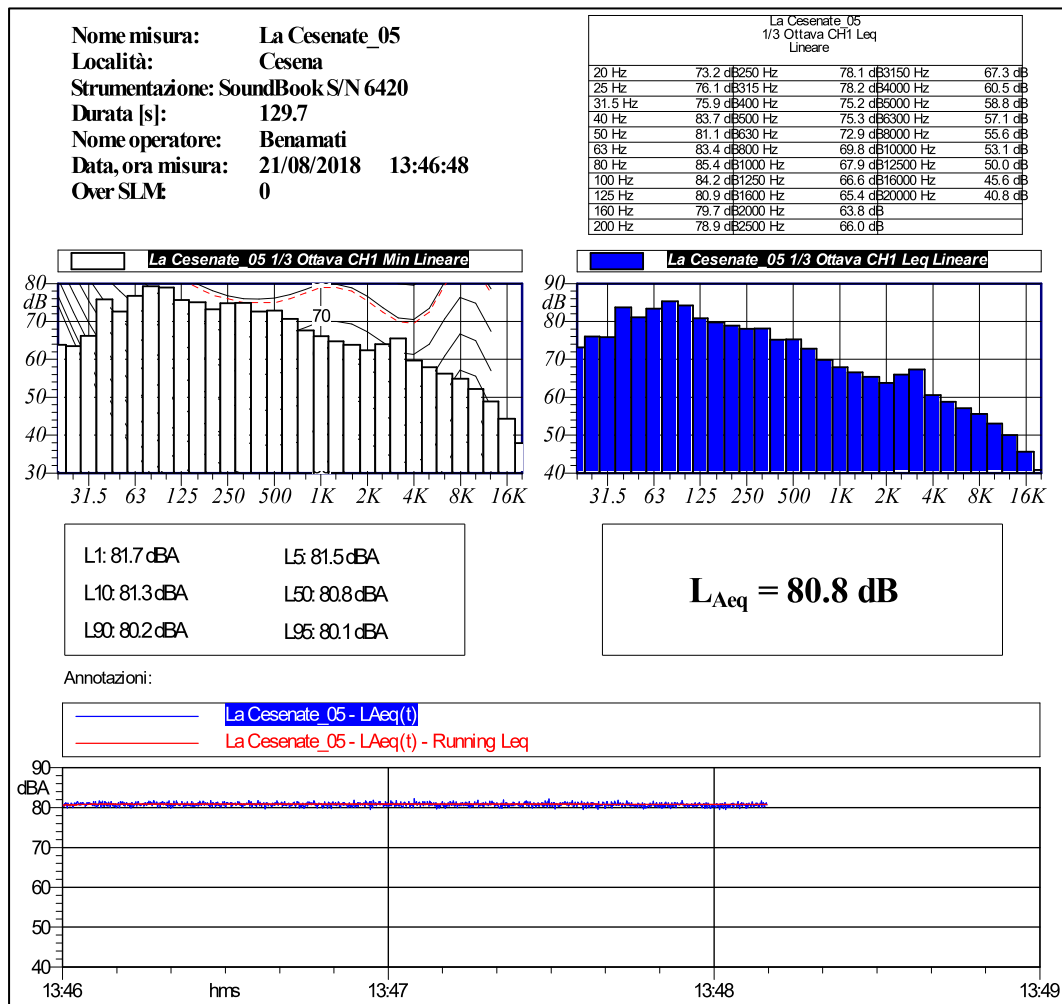 Nome misura: La Cesenate_05
Località: Cesena
Strumentazione: SoundBook S/N 6420
Durata [s]: 129.7
Nome operatore: Benamati
Data, ora misura: 21/08/2018 13:46:48
Over SLM: 0
La Cesenate_05
1/3 Ottava CH1 Leq
Lineare
20 Hz 73.2 dB 250 Hz 78.1 dB 3150 Hz 67.3 dB
25 Hz 76.1 dB 315 Hz 78.2 dB 4000 Hz 60.5 dB
31.5 Hz 75.9 dB 400 Hz 75.2 dB 5000 Hz 58.8 dB
40 Hz 83.7 dB 500 Hz 75.3 dB 6300 Hz 57.1 dB
50 Hz 81.1 dB 630 Hz 72.9 dB 8000 Hz 55.6 dB
63 Hz 83.4 dB 800 Hz 69.8 dB 10000 Hz 53.1 dB
80 Hz 85.4 dB 1000 Hz 67.9 dB 12500 Hz 50.0 dB
100 Hz 84.2 dB 1250 Hz 66.6 dB 16000 Hz 45.6 dB
125 Hz 80.9 dB 1600 Hz 65.4 dB 20000 Hz 40.8 dB
160 Hz 79.7 dB 2000 Hz 63.8 dB
200 Hz 78.9 dB 2500 Hz 66.0 dB
La Cesenate_05 1/3 Ottava CH1 Min Lineare
80
dB
70
60
50
40
30
70
31.5 63 125 250 500 1K 2K 4K 8K 16K
La Cesenate_05 1/3 Ottava CH1 Leq Lineare
90
dB
80
70
60
50
40
31.5 63 125 250 500 1K 2K 4K 8K 16K
L1: 81.7 dBA L5: 81.5 dBA
L10: 81.3 dBA L50: 80.8 dBA
L90: 80.2 dBA L95: 80.1 dBA
LAeq = 80.8 dB
Annotazioni:
La Cesenate_05 - LAeq(t)
La Cesenate_05 - LAeq(t) - Running Leq
90
dBA
80
70
60
50
40
13:46 hms 13:47 13:48 13:49